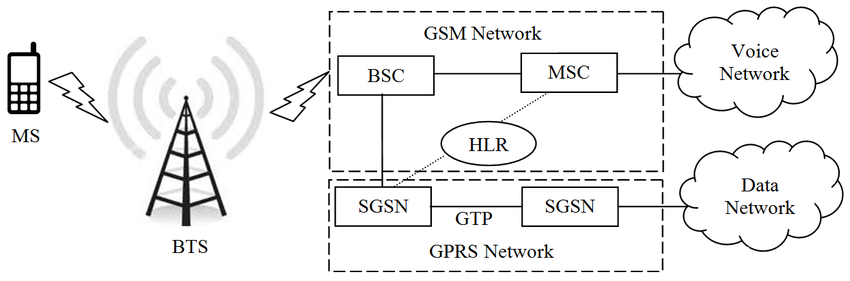 MS
BTS
GSM Network
BSC
MSC
HLR
Voice
Network
SGSN
GTP
SGSN
GPRS Network
Data
Network